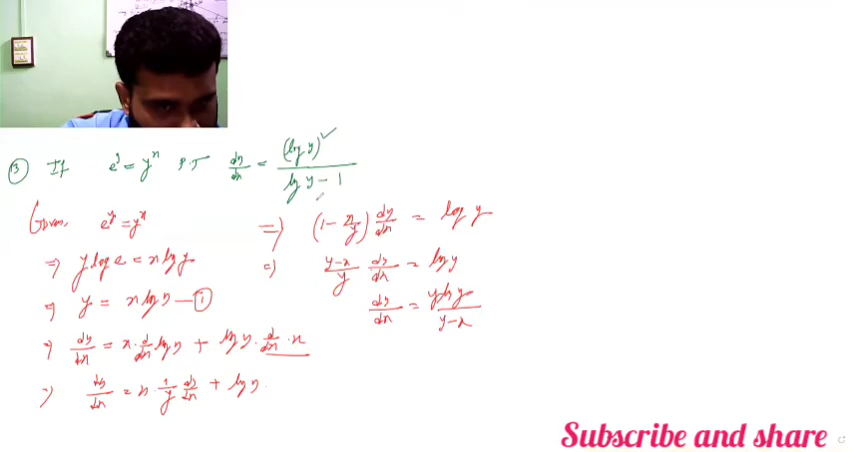 (13) If e^y = y^x P.T dy/dx = (log y)^2 / log y - 1
Given, e^y = y^x
⇒ y log e = x log y
⇒ y = x log y — (1)
⇒ dy/dx = x · d/dx log y + log y · d/dx · x
⇒ dy/dx = x · 1/y dy/dx + log y
⇒ (1 - x/y) dy/dx = log y
⇒ y-x/y dy/dx = log y
dy/dx = y log y / y-x
Subscribe and share